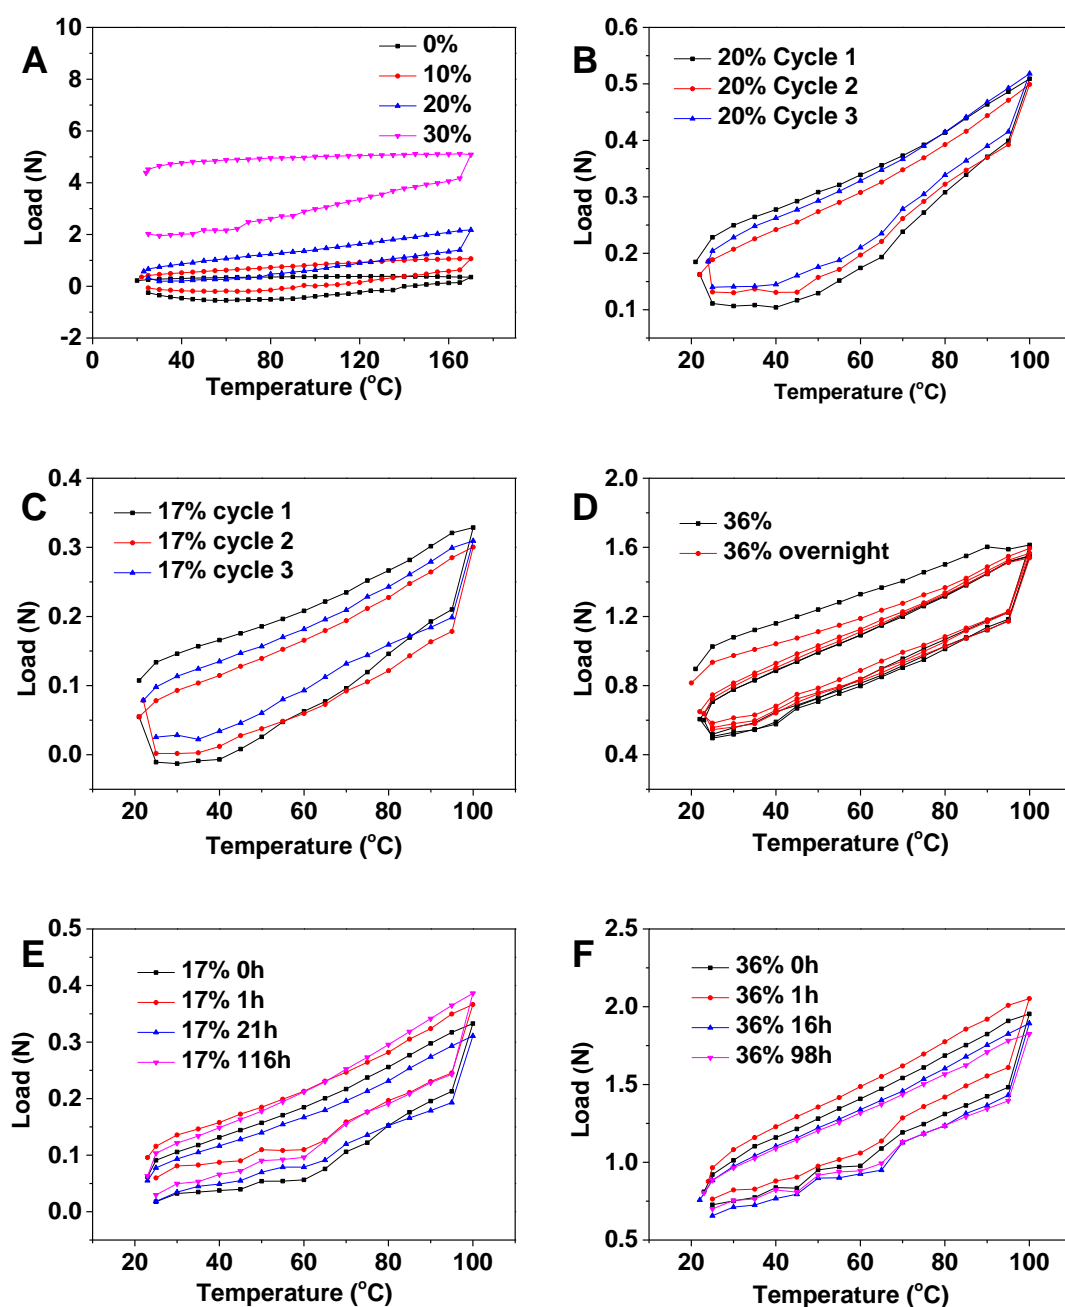 A
0%
10%
20%
30%
10
8
6
4
2
0
-2
0
40
80
120
160
Load (N)
Temperature (°C)
B
20% Cycle 1
20% Cycle 2
20% Cycle 3
0.6
0.5
0.4
0.3
0.2
0.1
20
40
60
80
100
Load (N)
Temperature (°C)
C
17% cycle 1
17% cycle 2
17% cycle 3
0.4
0.3
0.2
0.1
0.0
20
40
60
80
100
Load (N)
Temperature (°C)
D
36%
36% overnight
2.0
1.6
1.2
0.8
0.4
20
40
60
80
100
Load (N)
Temperature (°C)
E
17% 0h
17% 1h
17% 21h
17% 116h
0.5
0.4
0.3
0.2
0.1
0.0
20
40
60
80
100
Load (N)
Temperature (°C)
F
36% 0h
36% 1h
36% 16h
36% 98h
2.5
2.0
1.5
1.0
0.5
20
40
60
80
100
Load (N)
Temperature (°C)